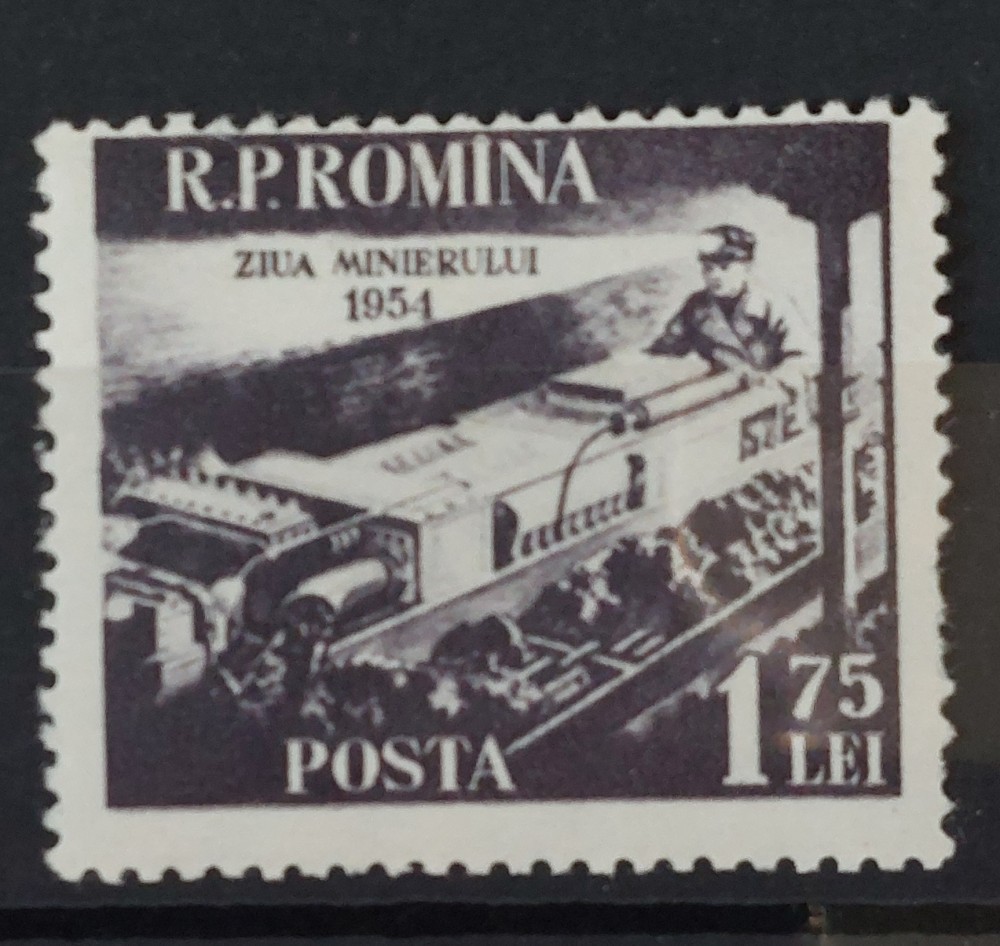 R.P.ROMÎNA
ZIUA MINIERULUI
1954
POSTA
1 75
LEI